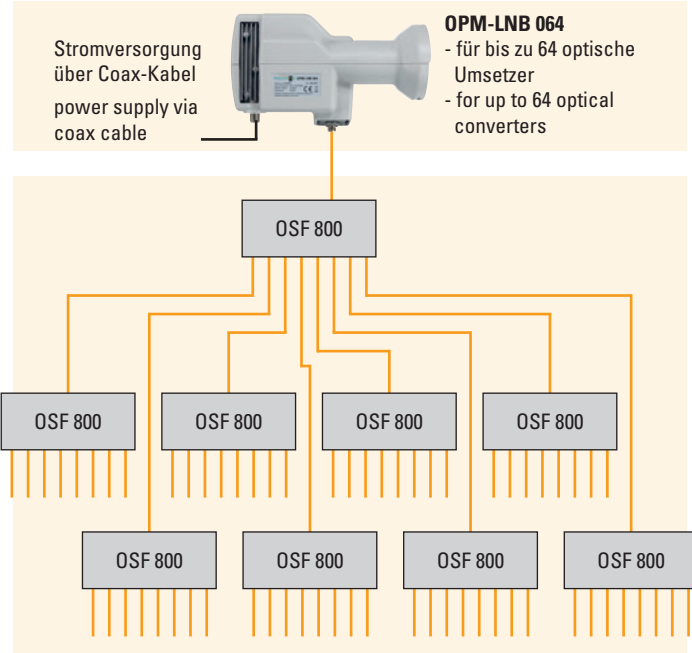 Stromversorgung
über Coax-Kabel
power supply via
coax cable
OPM-LNB 064
- für bis zu 64 optische
Umsetzer
- for up to 64 optical
converters
OSF 800
OSF 800
OSF 800
OSF 800
OSF 800
OSF 800
OSF 800
OSF 800
OSF 800